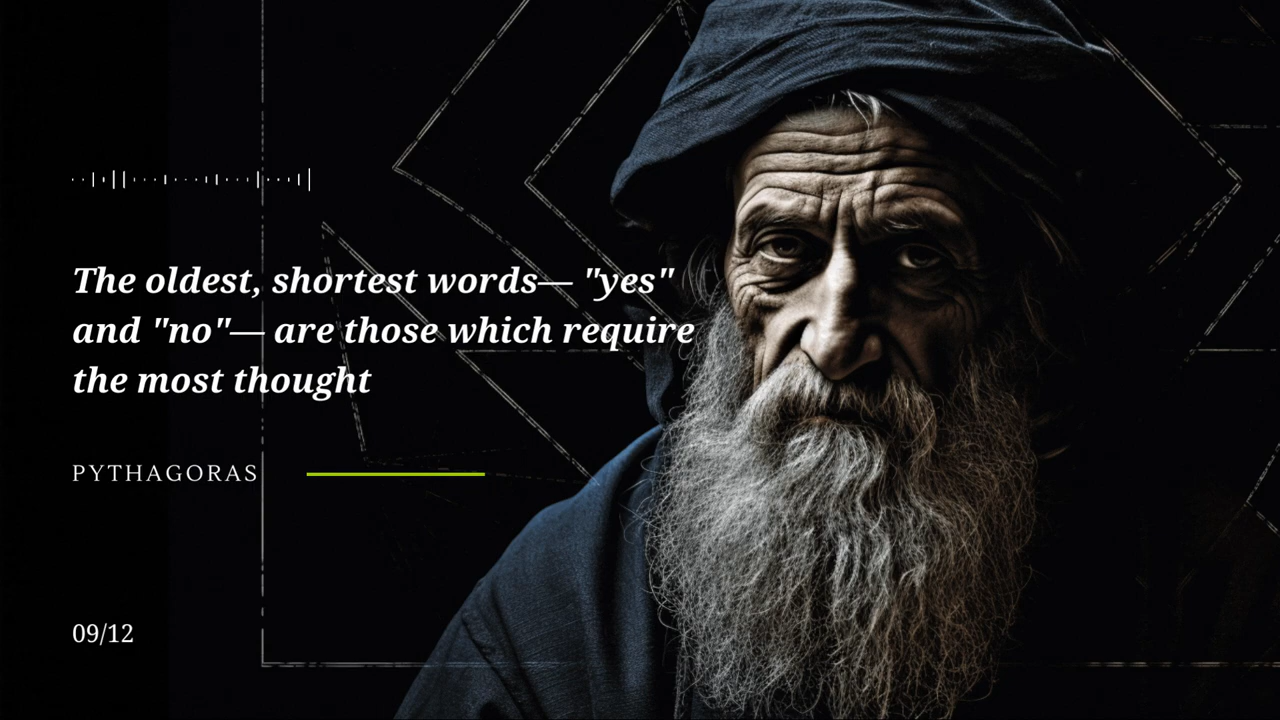 The oldest, shortest words— "yes"
and "no"— are those which require
the most thought
PYTHAGORAS
09/12